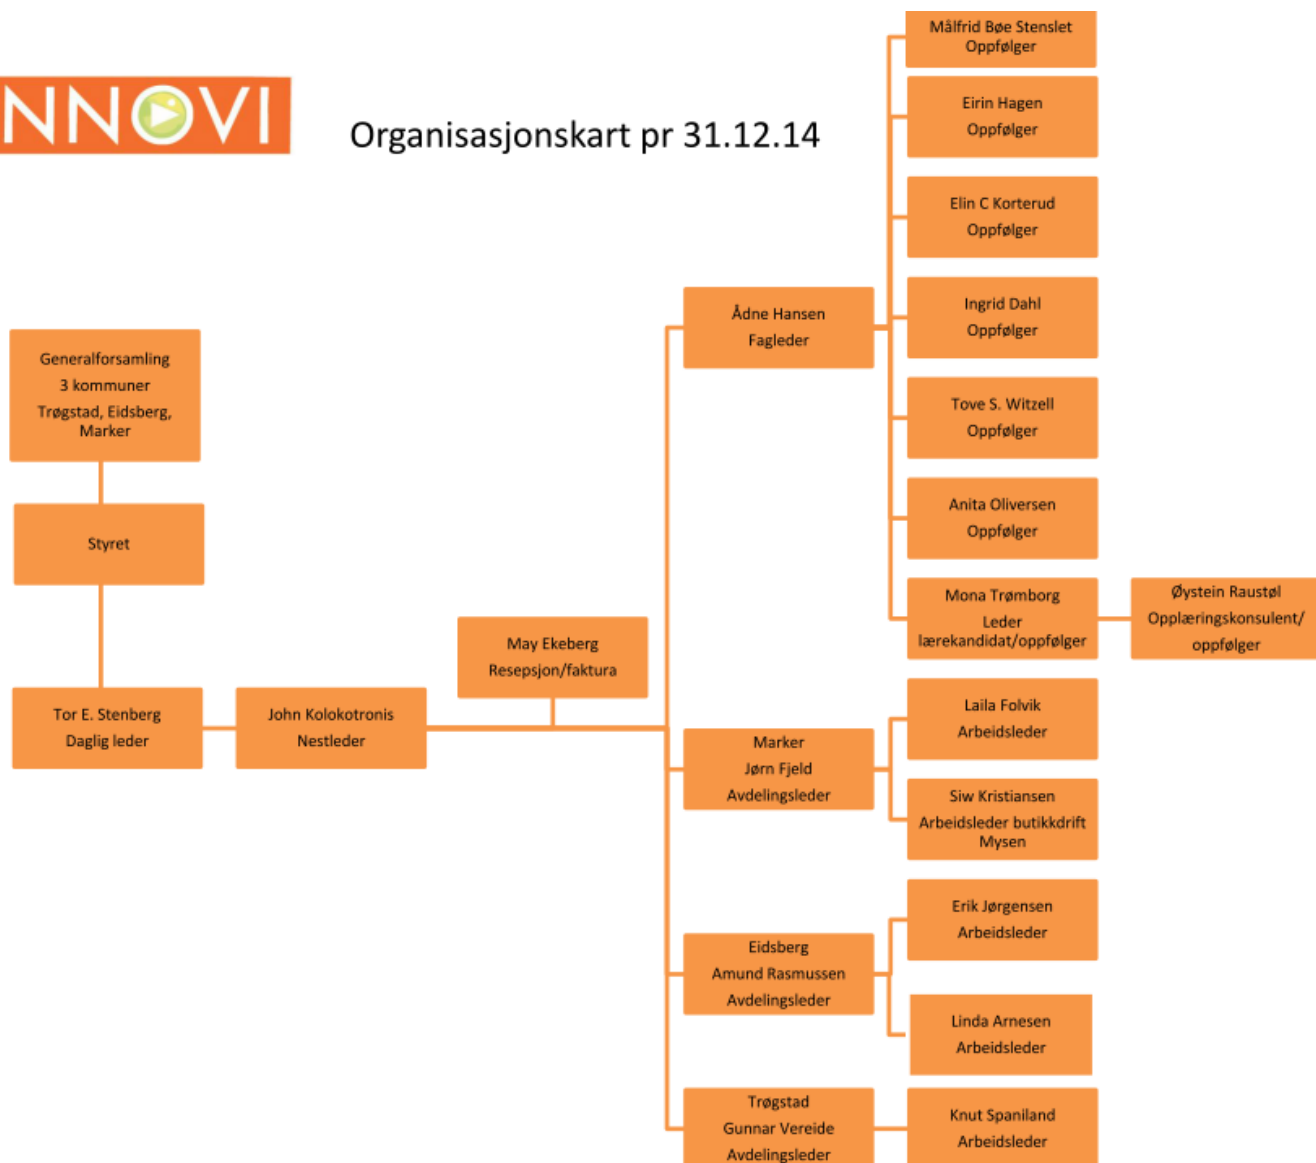 NNOVI
Organisasjonskart pr 31.12.14
Generalforsamling
3 kommuner
Trøgstad, Eidsberg,
Marker
Styret
Tor E. Stenberg
Daglig leder
John Kolokotronis
Nestleder
May Ekeberg
Resepsjon/faktura
Ådne Hansen
Fagleder
Målfrid Bøe Stenslet
Oppfølger
Eirin Hagen
Oppfølger
Elin C Korterud
Oppfølger
Ingrid Dahl
Oppfølger
Tove S. Witzell
Oppfølger
Anita Oliversen
Oppfølger
Mona Trømborg
Leder
lærekandidat/oppfølger
Øystein Raustøl
Opplæringskonsulent/
oppfølger
Marker
Jørn Fjeld
Avdelingsleder
Laila Folvik
Arbeidsleder
Siw Kristiansen
Arbeidsleder butikkdrift
Mysen
Eidsberg
Amund Rasmussen
Avdelingsleder
Erik Jørgensen
Arbeidsleder
Linda Arnesen
Arbeidsleder
Trøgstad
Gunnar Vereide
Avdelingsleder
Knut Spaniland
Arbeidsleder